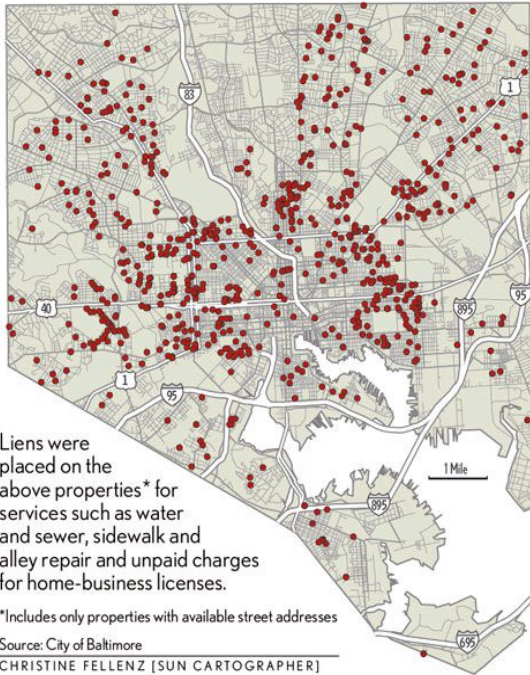 83
1
40
895
95
1
95
Liens were
placed on the
above properties* for
services such as water
and sewer, sidewalk and
alley repair and unpaid charges
for home-business licenses.
1 Mile
895
*Includes only properties with available street addresses
Source: City of Baltimore
695
CHRISTINE FELLENZ [SUN CARTOGRAPHER]